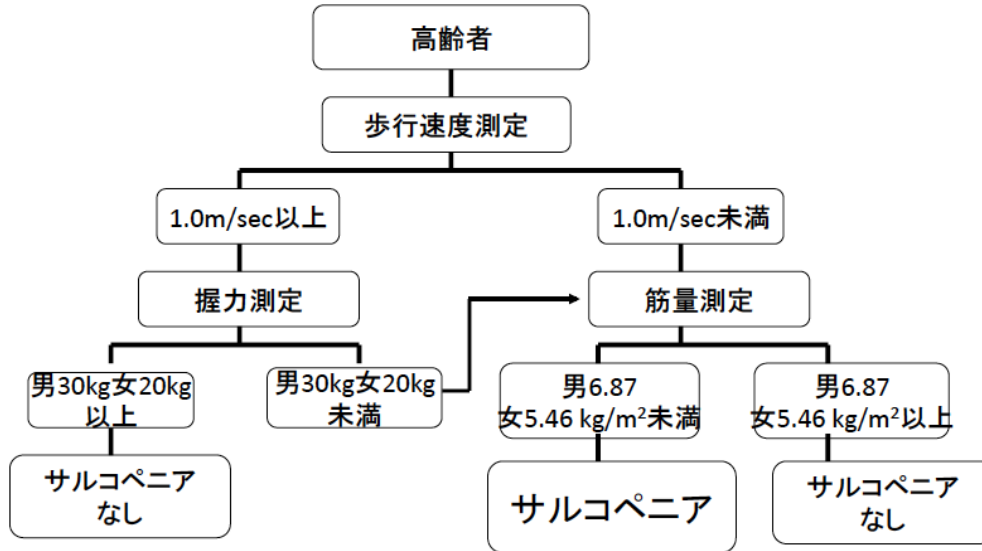 高齢者
歩行速度測定
1.0m/sec以上
1.0m/sec未満
握力測定
筋量測定
男30kg女20kg
以上
男30kg女20kg
未満
男6.87
女5.46 kg/m²未満
男6.87
女5.46 kg/m²以上
サルコペニア
なし
サルコペニア
サルコペニア
なし